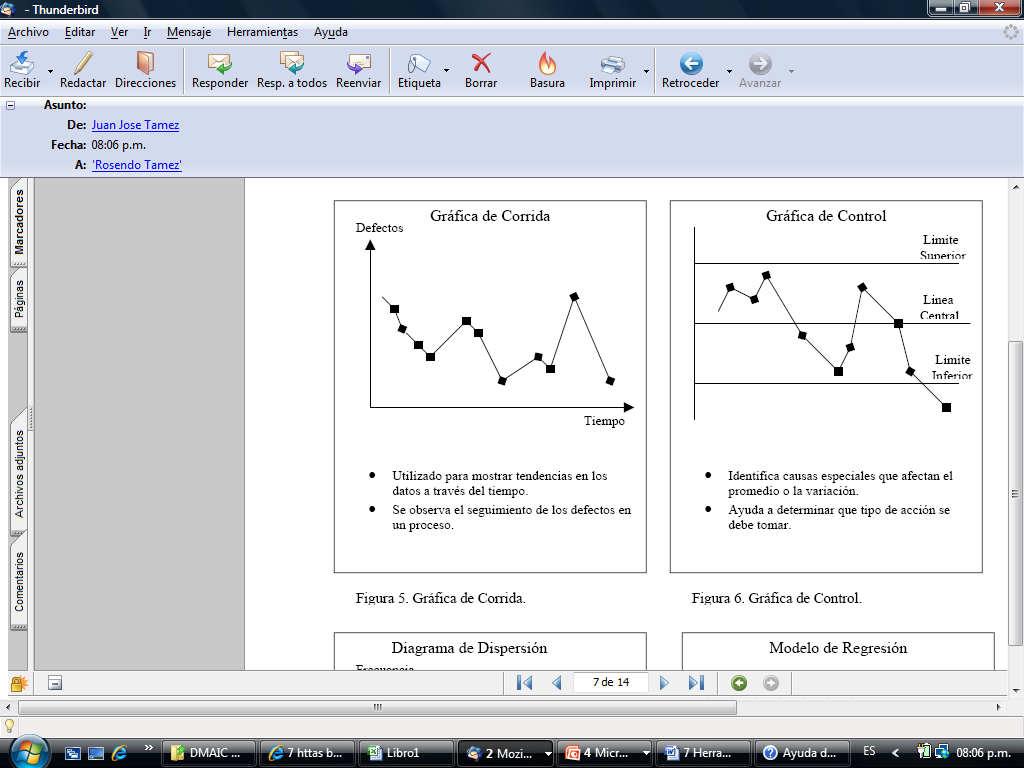 - Thunderbird
Archivo Editar Ver Ir Mensaje Herramientas Ayuda
Recibir Redactar Direcciones Responder Resp. a todos Reenviar Etiqueta Borrar Basura Imprimir Retroceder Avanzar
Asunto:
De: Juan Jose Tamez
Fecha: 08:06 p.m.
A: 'Rosendo Tamez'
Marcadores
Páginas
Archivos adjuntos
Comentarios
Gráfica de Corrida
Defectos
Tiempo
Utilizado para mostrar tendencias en los
datos a través del tiempo.
Se observa el seguimiento de los defectos en
un proceso.
Figura 5. Gráfica de Corrida.
Gráfica de Control
Limite
Superior
Linea
Central
Limite
Inferior
Identifica causas especiales que afectan el
promedio o la variación.
Ayuda a determinar que tipo de acción se
debe tomar.
Figura 6. Gráfica de Control.
Diagrama de Dispersión
Frecuencia
Modelo de Regresión
7 de 14
DMAIC ... 7 httas b... Libro1 2 Mozi... 4 Micr... 7 Herra... Ayuda d... ES 08:06 p.m.